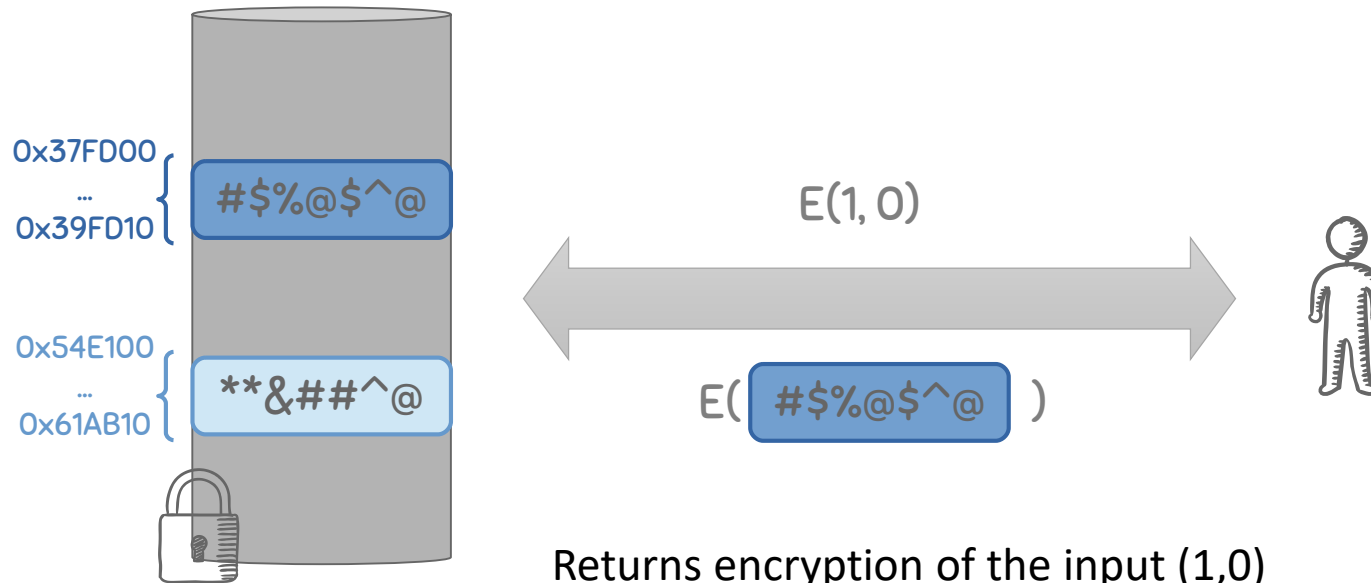 0x37FD00
...
0x39FD10
#$%@$^@
0x54E100
...
0x61AB10
**&##^@
E(1, 0)
E( #$%@$^@ )
Returns encryption of the input (1,0)